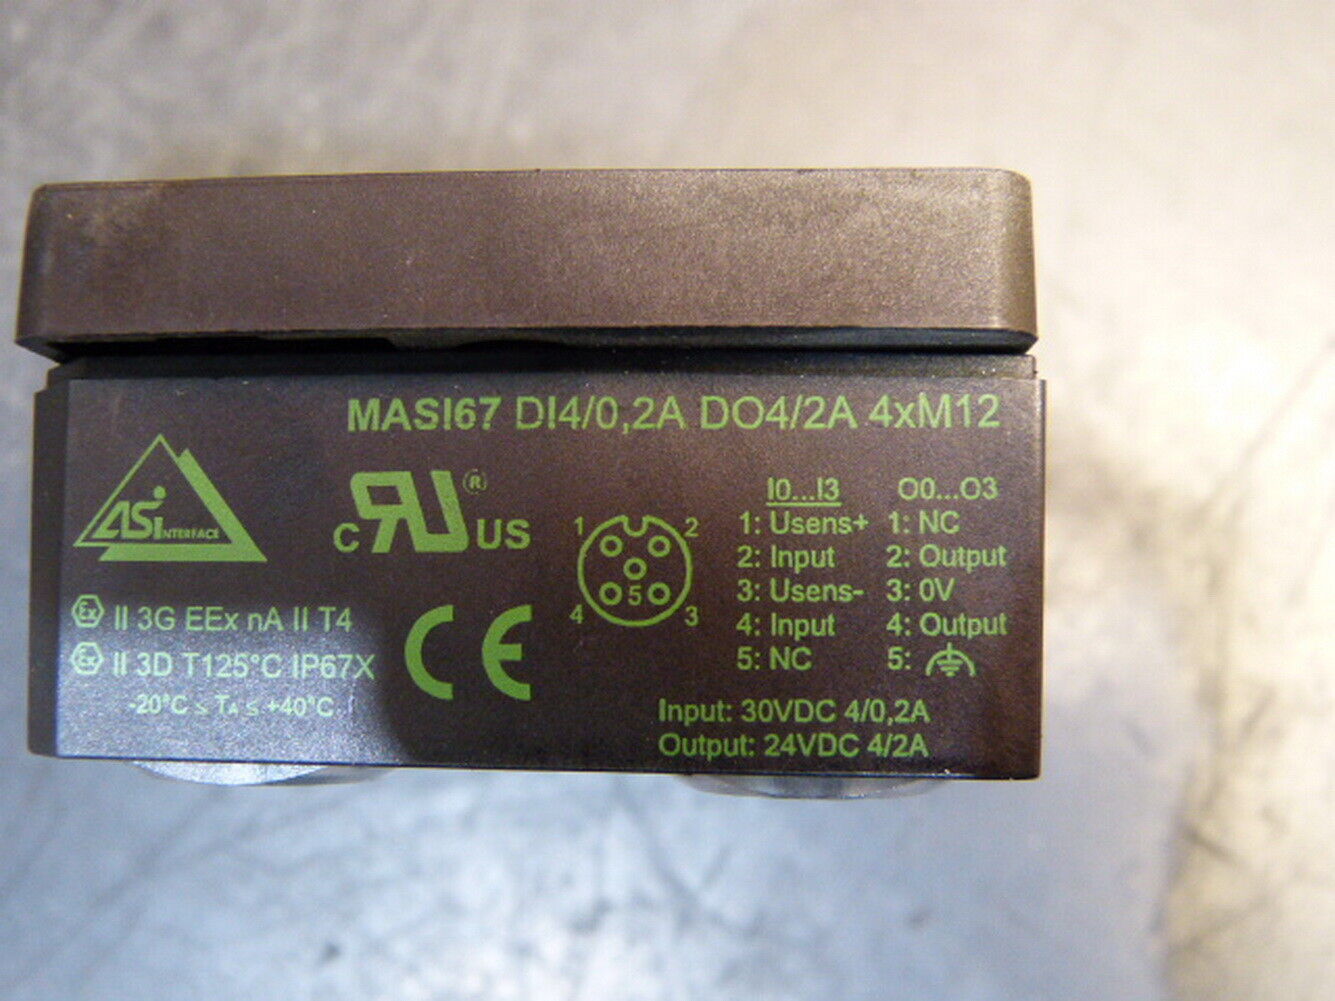 MASI67 DI4/0,2A DO4/2A 4xM12
ASi INTERFACE
c RU ® US
II 3G EEx nA II T4
II 3D T125°C IP67X
-20°C ≤ TA ≤ +40°C
CE
1 2
5
4 3
I0...I3 O0...O3
1: Usens+ 1: NC
2: Input 2: Output
3: Usens- 3: 0V
4: Input 4: Output
5: NC 5:
Input: 30VDC 4/0,2A
Output: 24VDC 4/2A